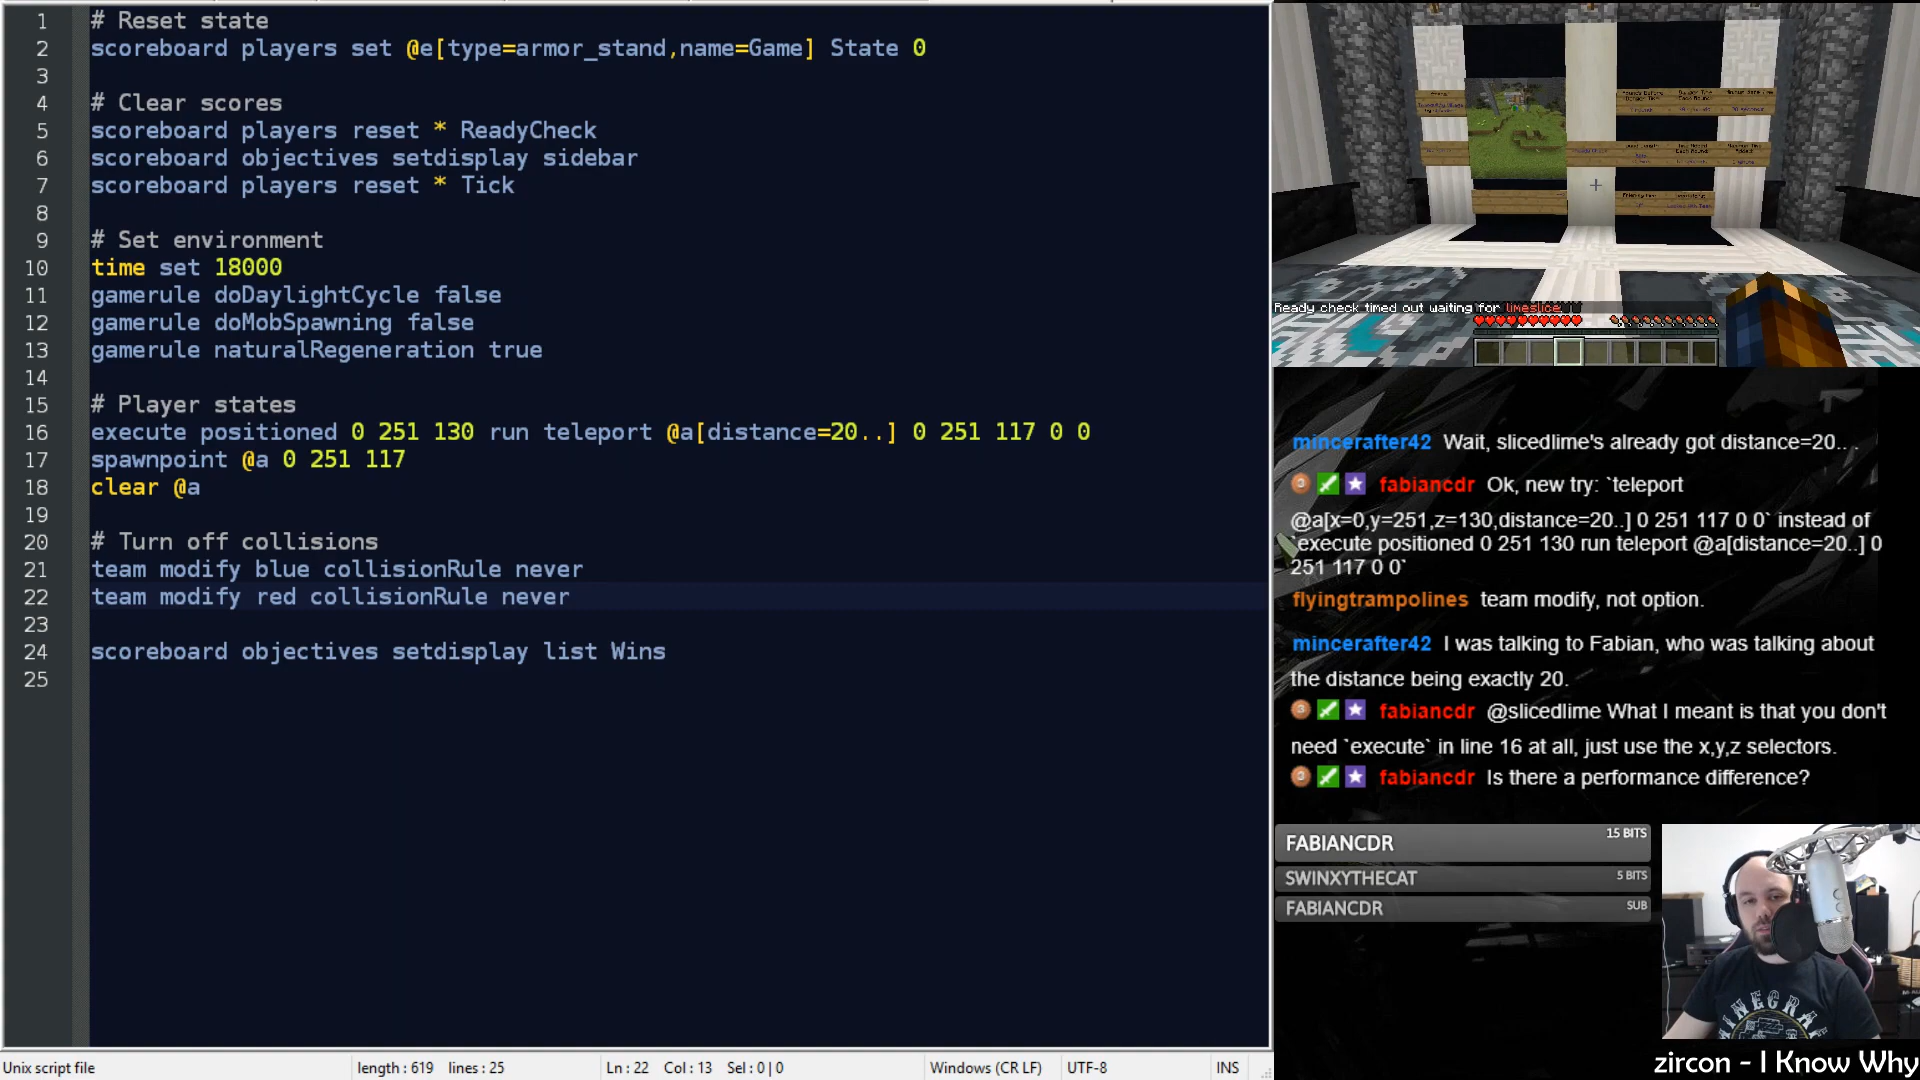 1 # Reset state
2 scoreboard players set @e[type=armor_stand,name=Game] State 0
3
4 # Clear scores
5 scoreboard players reset * ReadyCheck
6 scoreboard objectives setdisplay sidebar
7 scoreboard players reset * Tick
8
9 # Set environment
10 time set 18000
11 gamerule doDaylightCycle false
12 gamerule doMobSpawning false
13 gamerule naturalRegeneration true
14
15 # Player states
16 execute positioned 0 251 130 run teleport @a[distance=20..] 0 251 117 0 0
17 spawnpoint @a 0 251 117
18 clear @a
19
20 # Turn off collisions
21 team modify blue collisionRule never
22 team modify red collisionRule never
23
24 scoreboard objectives setdisplay list Wins
25
Unix script file length : 619 lines : 25 Ln : 22 Col : 13 Sel : 0 | 0 Windows (CR LF) UTF-8 INS
Ready check timed out waiting for limeslice.
mincerafter42 Wait, slicedlime's already got distance=20.. .
fabiancdr Ok, new try: `teleport
@a[x=0,y=251,z=130,distance=20..] 0 251 117 0 0` instead of
`execute positioned 0 251 130 run teleport @a[distance=20..] 0
251 117 0 0`
flyingtrampolines team modify, not option.
mincerafter42 I was talking to Fabian, who was talking about
the distance being exactly 20.
fabiancdr @slicedlime What I meant is that you don't
need `execute` in line 16 at all, just use the x,y,z selectors.
fabiancdr Is there a performance difference?
FABIANCDR 15 BITS
SWINXYTHECAT 5 BITS
FABIANCDR SUB
MINECRAF
zircon - I Know Why